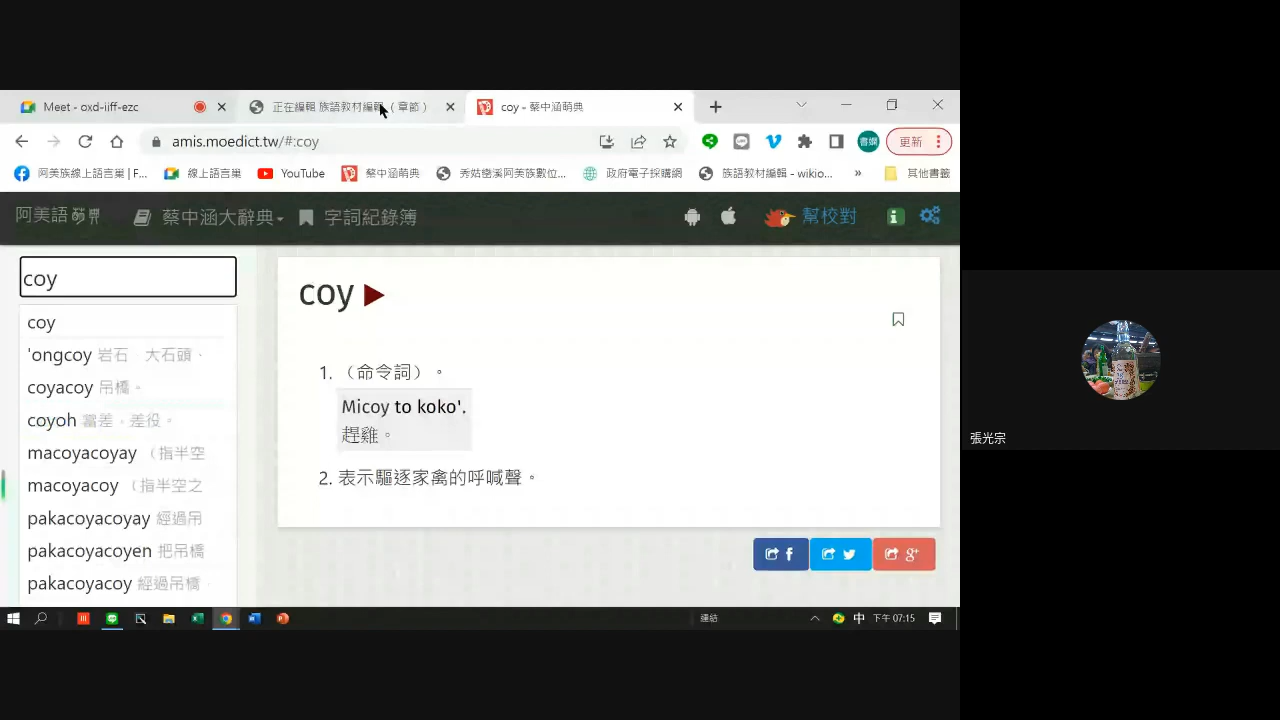 Meet - oxd-iiff-ezc
正在編輯 族語教材編輯（章節）
coy - 蔡中涵萌典
amis.moedict.tw/#:coy
更新
阿美族線上語言巢 | F...
線上語言巢
YouTube
蔡中涵萌典
秀姑巒溪阿美族數位...
政府電子採購網
族語教材編輯 - wikio...
»
其他書籤
阿美語萌典
蔡中涵大辭典
字詞紀錄簿
幫校對
coy
coy
coy
'ongcoy 岩石、大石頭、
coyacoy 吊橋。
coyoh 當差，差役。
macoyacoyay （指半空
macoyacoy （指半空之
pakacoyacoyay 經過吊
pakacoyacoyen 把吊橋
pakacoyacoy 經過吊橋
1. （命令詞）。
Micoy to koko'.
趕雞。
2. 表示驅逐家禽的呼喊聲。
張光宗
連結
中
下午 07:15